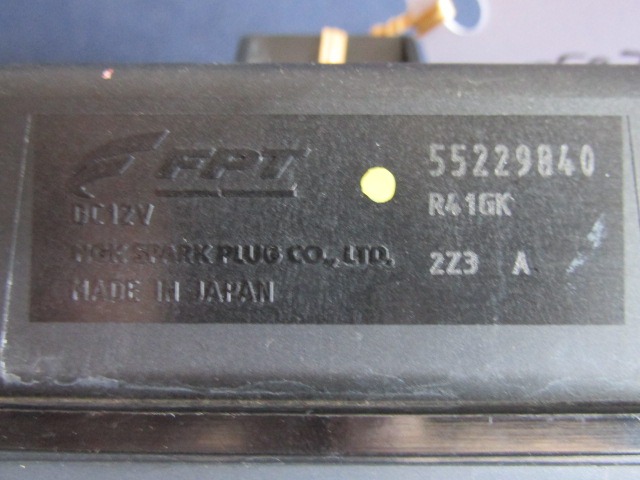 FPT
55229840
DC12V
R41GK
NGK SPARK PLUG CO., LTD.
2Z3 A
MADE IN JAPAN